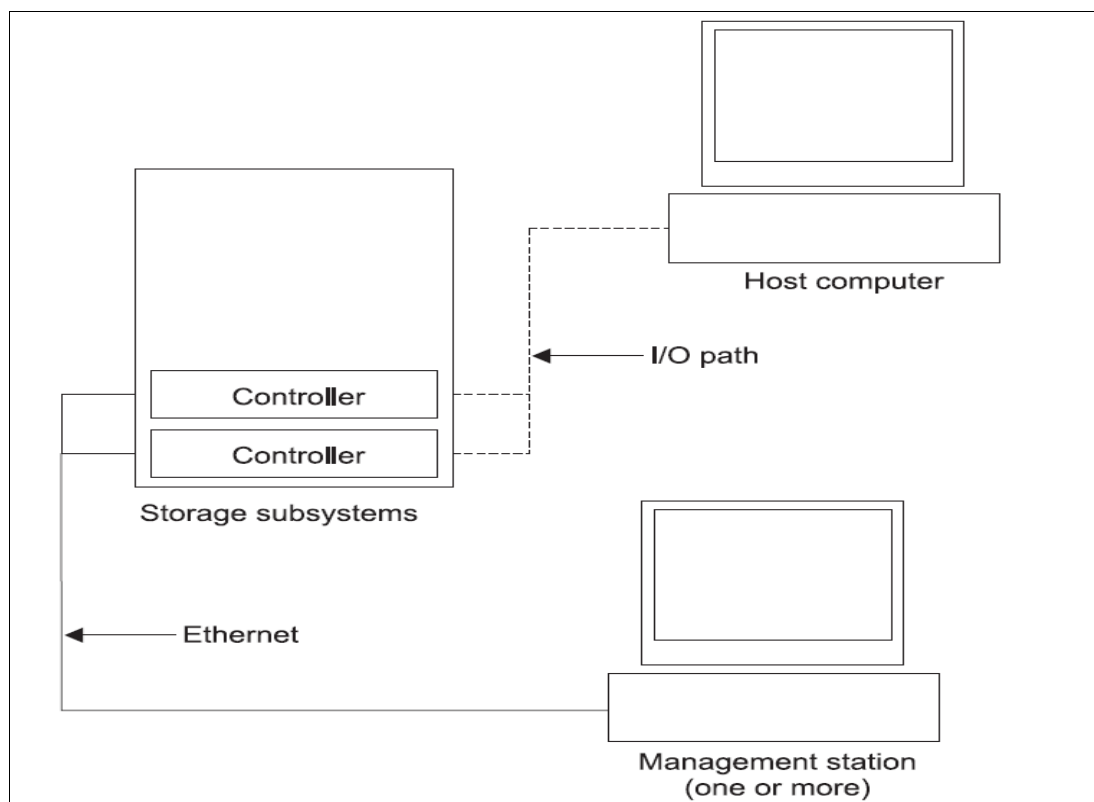 Host computer
I/O path
Controller
Controller
Storage subsystems
Ethernet
Management station
(one or more)